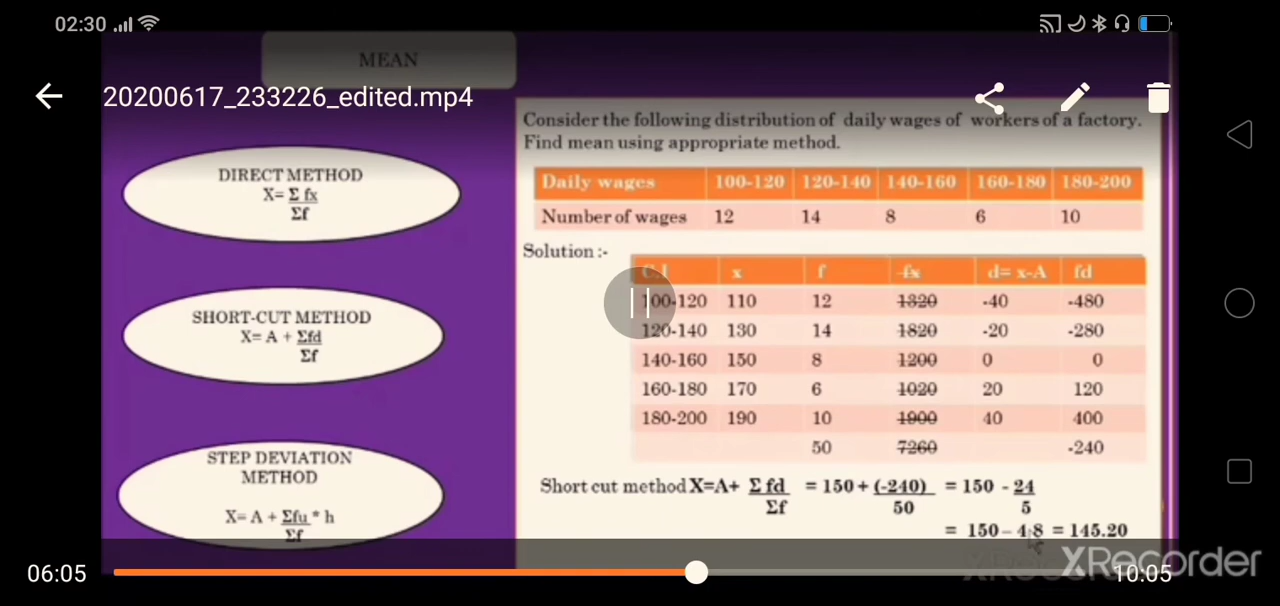 02:30
MEAN
20200617_233226_edited.mp4
DIRECT METHOD
X= Σ fx
Σf
SHORT-CUT METHOD
X= A + Σfd
Σf
STEP DEVIATION
METHOD
X= A + Σfu * h
Σf
Consider the following distribution of daily wages of workers of a factory.
Find mean using appropriate method.
Daily wages 100-120 120-140 140-160 160-180 180-200
Number of wages 12 14 8 6 10
Solution :-
C.I x f fx d= x-A fd
100-120 110 12 1320 -40 -480
120-140 130 14 1820 -20 -280
140-160 150 8 1200 0 0
160-180 170 6 1020 20 120
180-200 190 10 1900 40 400
50 7260 -240
Short cut method X=A+ Σ fd = 150 + (-240) = 150 - 24
Σf 50 5
= 150 – 4.8 = 145.20
06:05
10:05
XRecorder